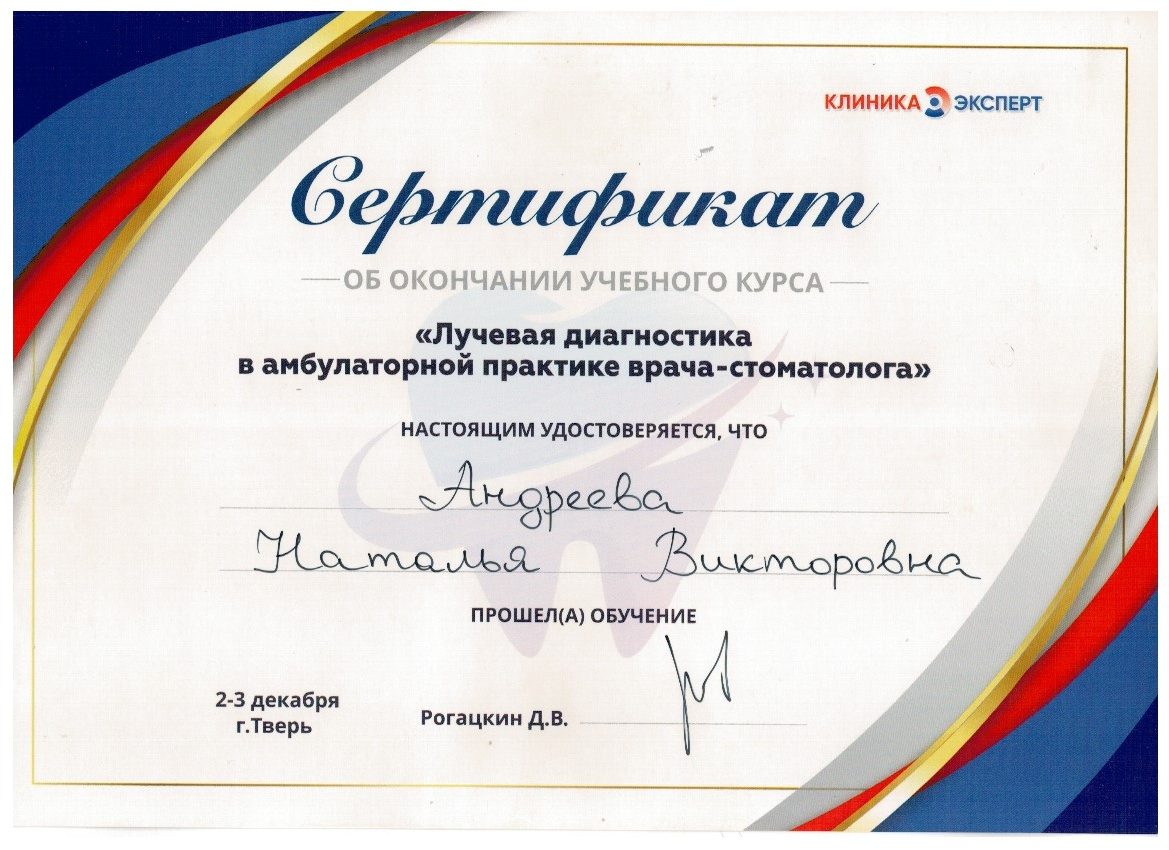 КЛИНИКА ЭКСПЕРТ
Сертификат
ОБ ОКОНЧАНИИ УЧЕБНОГО КУРСА
«Лучевая диагностика
в амбулаторной практике врача-стоматолога»
НАСТОЯЩИМ УДОСТОВЕРЯЕТСЯ, ЧТО
Андреева
Наталья Викторовна
ПРОШЕЛ(А) ОБУЧЕНИЕ
2-3 декабря
г.Тверь
Рогацкин Д.В.